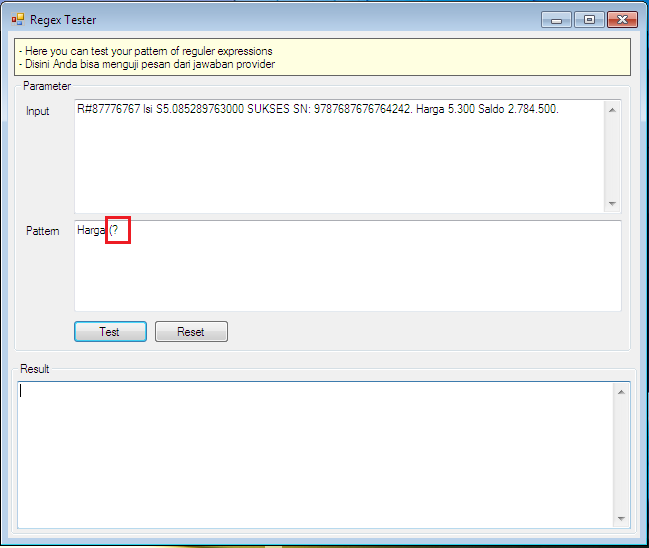 Regex Tester
- Here you can test your pattern of reguler expressions
- Disini Anda bisa menguji pesan dari jawaban provider
Parameter
Input
R#87776767 Isi S5.085289763000 SUKSES SN: 9787687676764242. Harga 5.300 Saldo 2.784.500.
Pattern
Harga (?
Test
Reset
Result